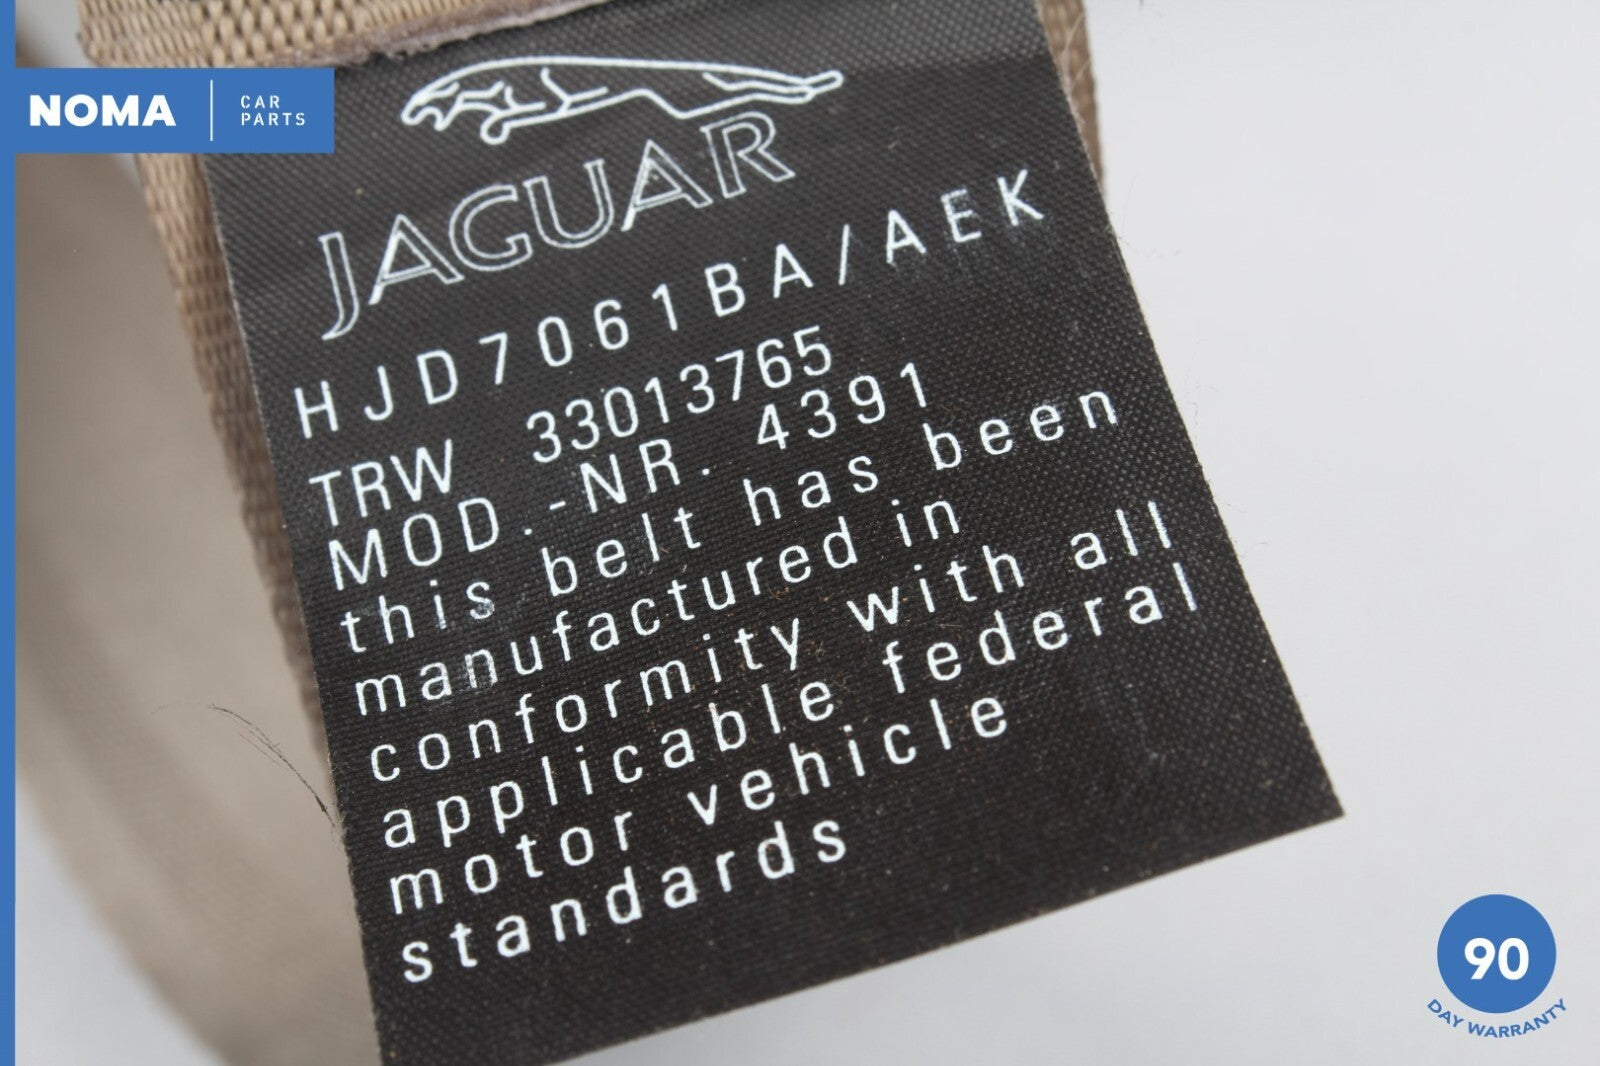 NOMA
CAR
PARTS
JAGUAR
HJD7061BA/AEK
TRW 33013765
MOD.-NR. 4391
this belt has been
manufactured in
conformity with all
applicable federal
motor vehicle
standards
90
DAY WARRANTY